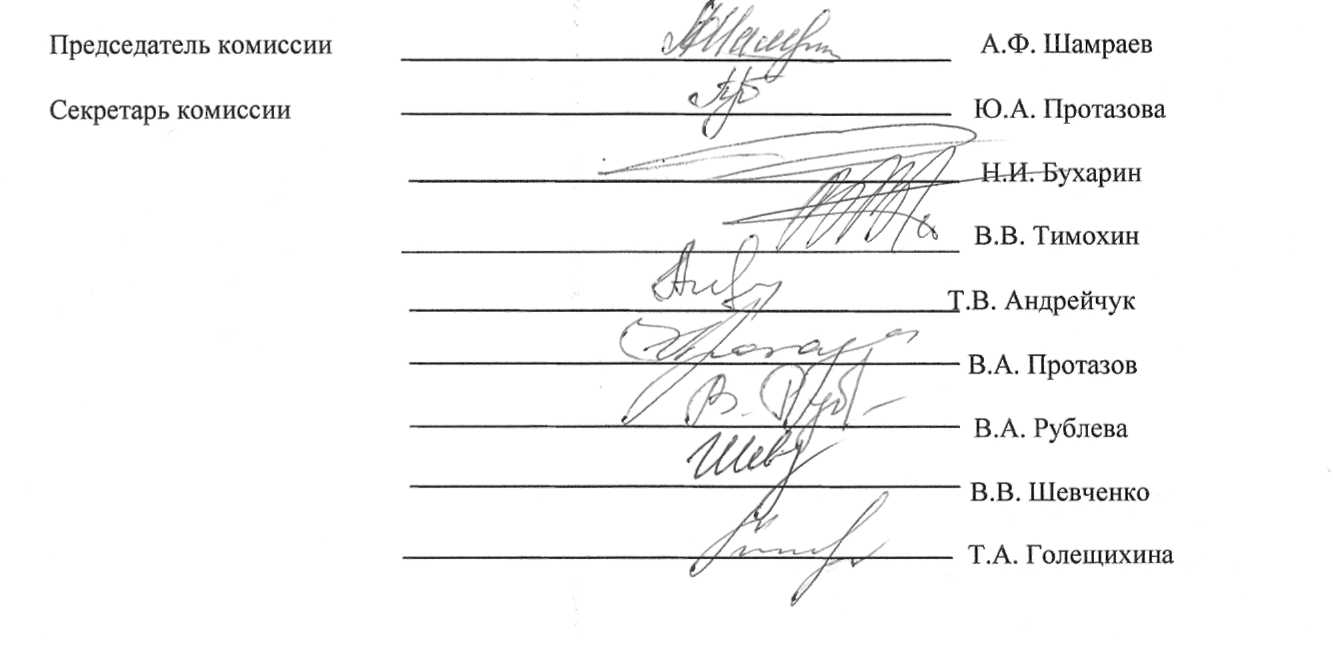 Председатель комиссии А.Ф. Шамраев
Секретарь комиссии Ю.А. Протазова
Н.И. Бухарин
В.В. Тимохин
Т.В. Андрейчук
В.А. Протазов
В.А. Рублева
В.В. Шевченко
Т.А. Голещихина